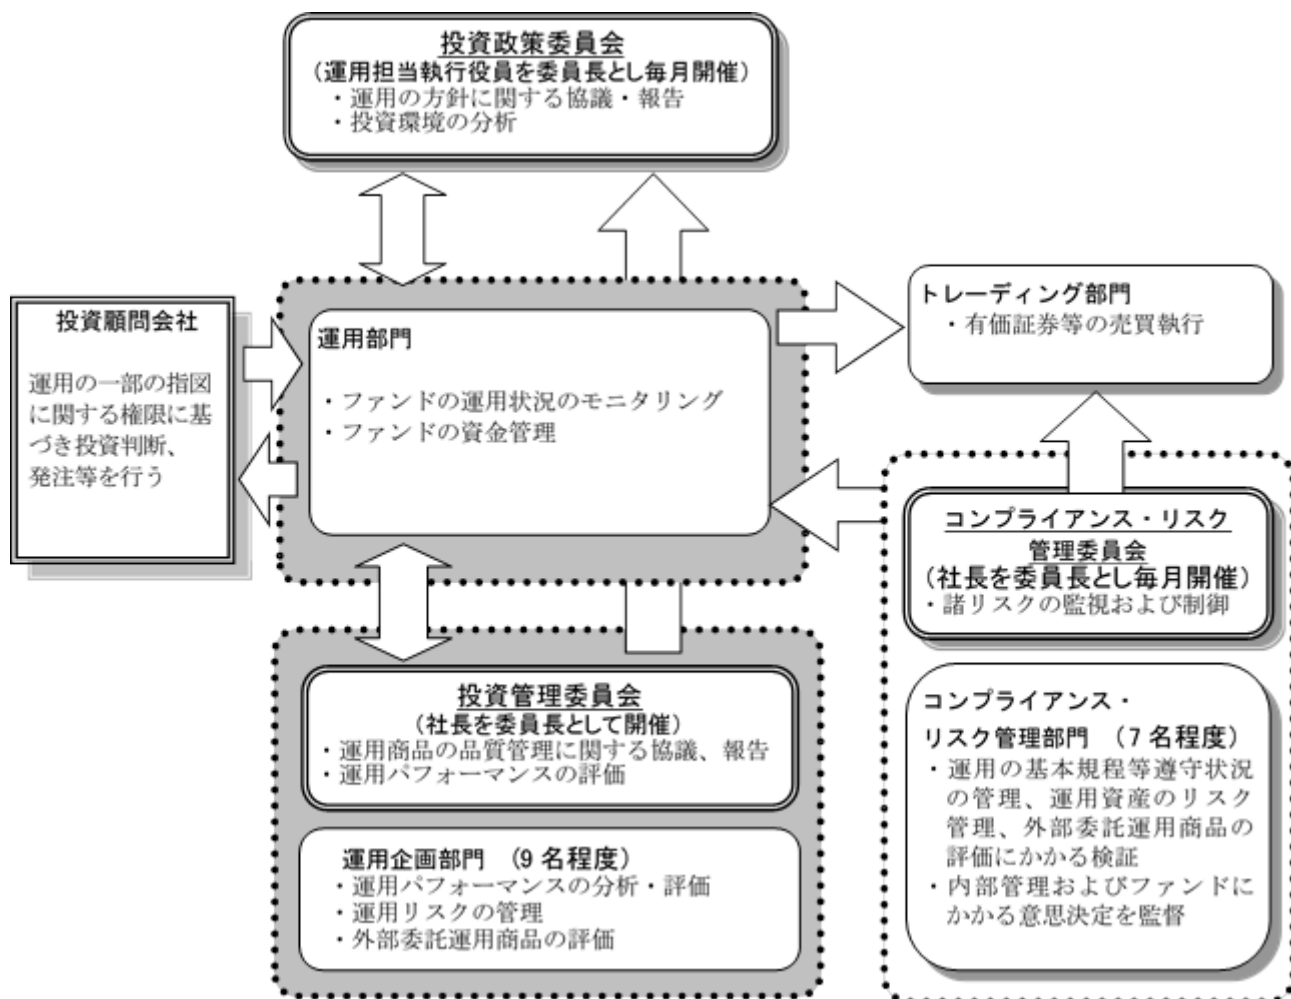 投資政策委員会
（運用担当執行役員を委員長とし毎月開催）
・運用の方針に関する協議・報告
・投資環境の分析
投資顧問会社
運用の一部の指図
に関する権限に基
づき投資判断、
発注等を行う
運用部門
・ファンドの運用状況のモニタリング
・ファンドの資金管理
トレーディング部門
・有価証券等の売買執行
コンプライアンス・リスク
管理委員会
（社長を委員長とし毎月開催）
・諸リスクの監視および制御
投資管理委員会
（社長を委員長として開催）
・運用商品の品質管理に関する協議、報告
・運用パフォーマンスの評価
運用企画部門　（9 名程度）
・運用パフォーマンスの分析・評価
・運用リスクの管理
・外部委託運用商品の評価
コンプライアンス・
リスク管理部門　（7 名程度）
・運用の基本規程等遵守状況
の管理、運用資産のリスク
管理、外部委託運用商品の
評価にかかる検証
・内部管理およびファンドに
かかる意思決定を監督